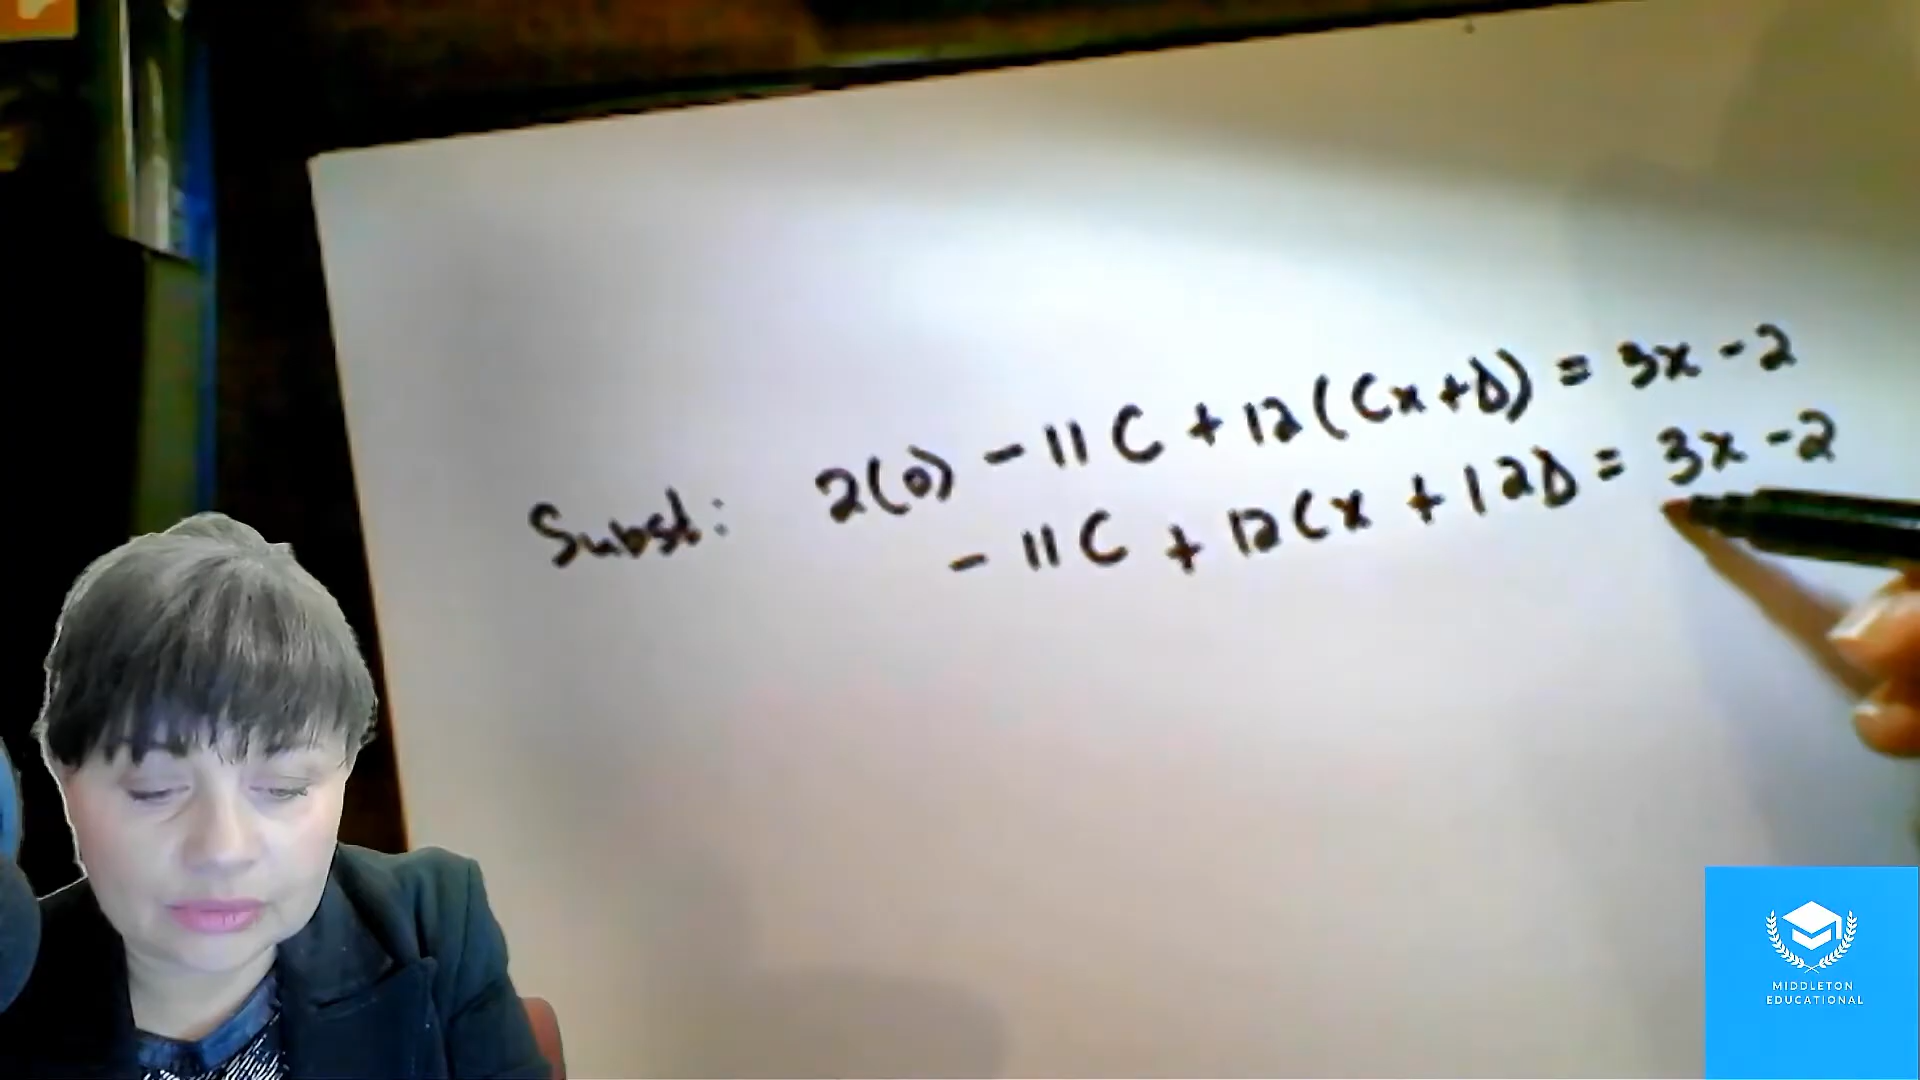 Subst: 2(0) - 11C + 12(Cx+D) = 3x - 2
- 11C + 12Cx + 12D = 3x - 2
MIDDLETON
EDUCATIONAL